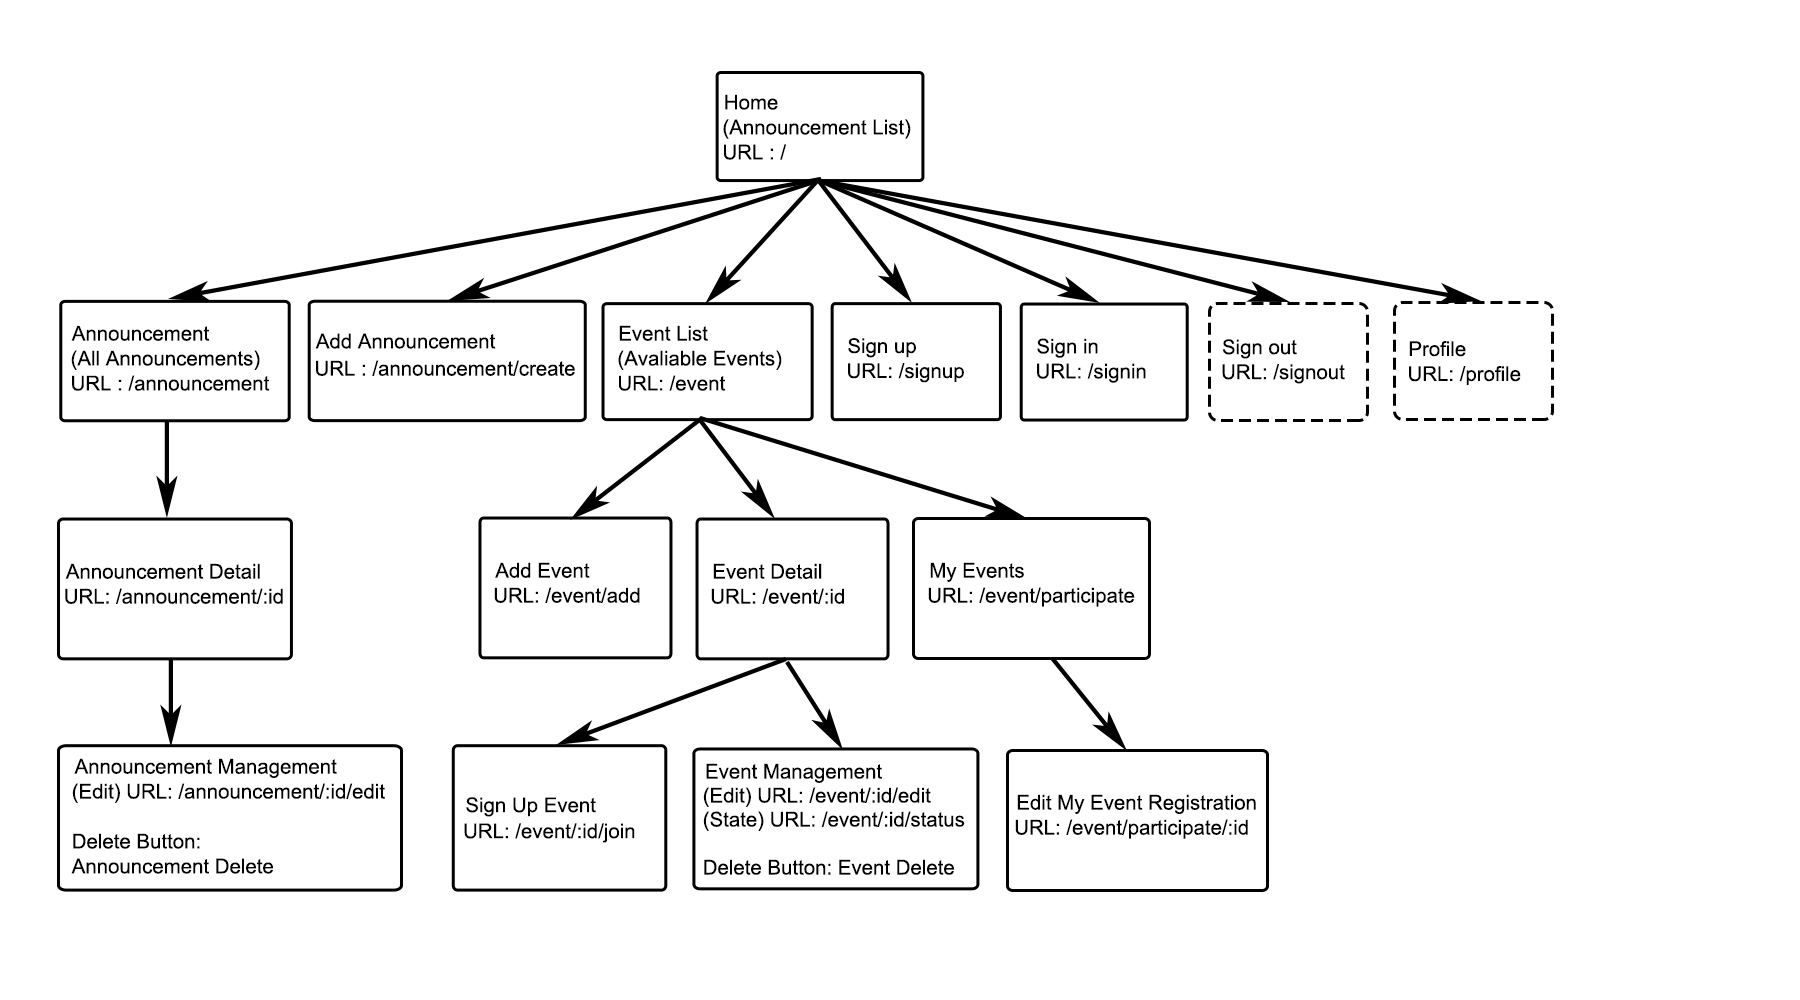 Home
(Announcement List)
URL : /
Announcement
(All Announcements)
URL : /announcement
Add Announcement
URL : /announcement/create
Event List
(Avaliable Events)
URL: /event
Sign up
URL: /signup
Sign in
URL: /signin
Sign out
URL: /signout
Profile
URL: /profile
Announcement Detail
URL: /announcement/:id
Add Event
URL: /event/add
Event Detail
URL: /event/:id
My Events
URL: /event/participate
Announcement Management
(Edit) URL: /announcement/:id/edit
Delete Button:
Announcement Delete
Sign Up Event
URL: /event/:id/join
Event Management
(Edit) URL: /event/:id/edit
(State) URL: /event/:id/status
Delete Button: Event Delete
Edit My Event Registration
URL: /event/participate/:id